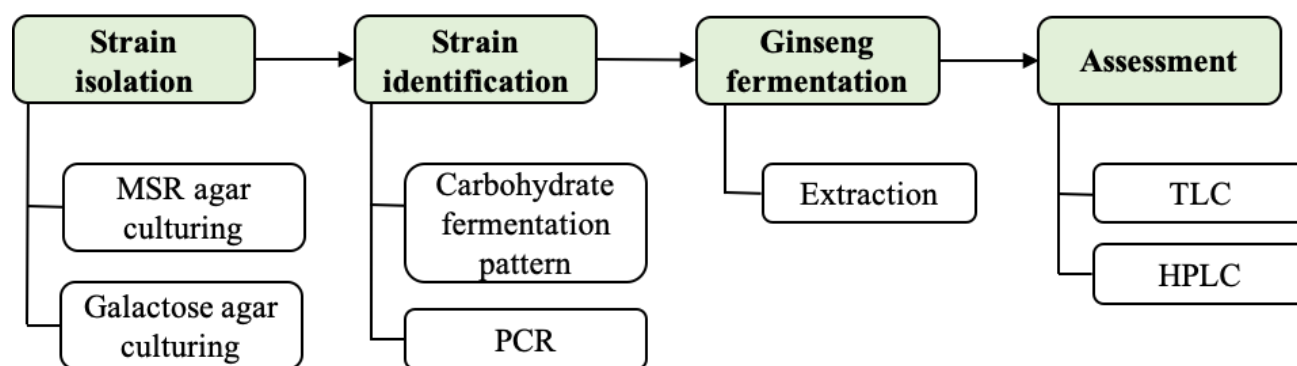 Strain
isolation
Strain
identification
Ginseng
fermentation
Assessment
MSR agar
culturing
Galactose agar
culturing
Carbohydrate
fermentation
pattern
PCR
Extraction
TLC
HPLC